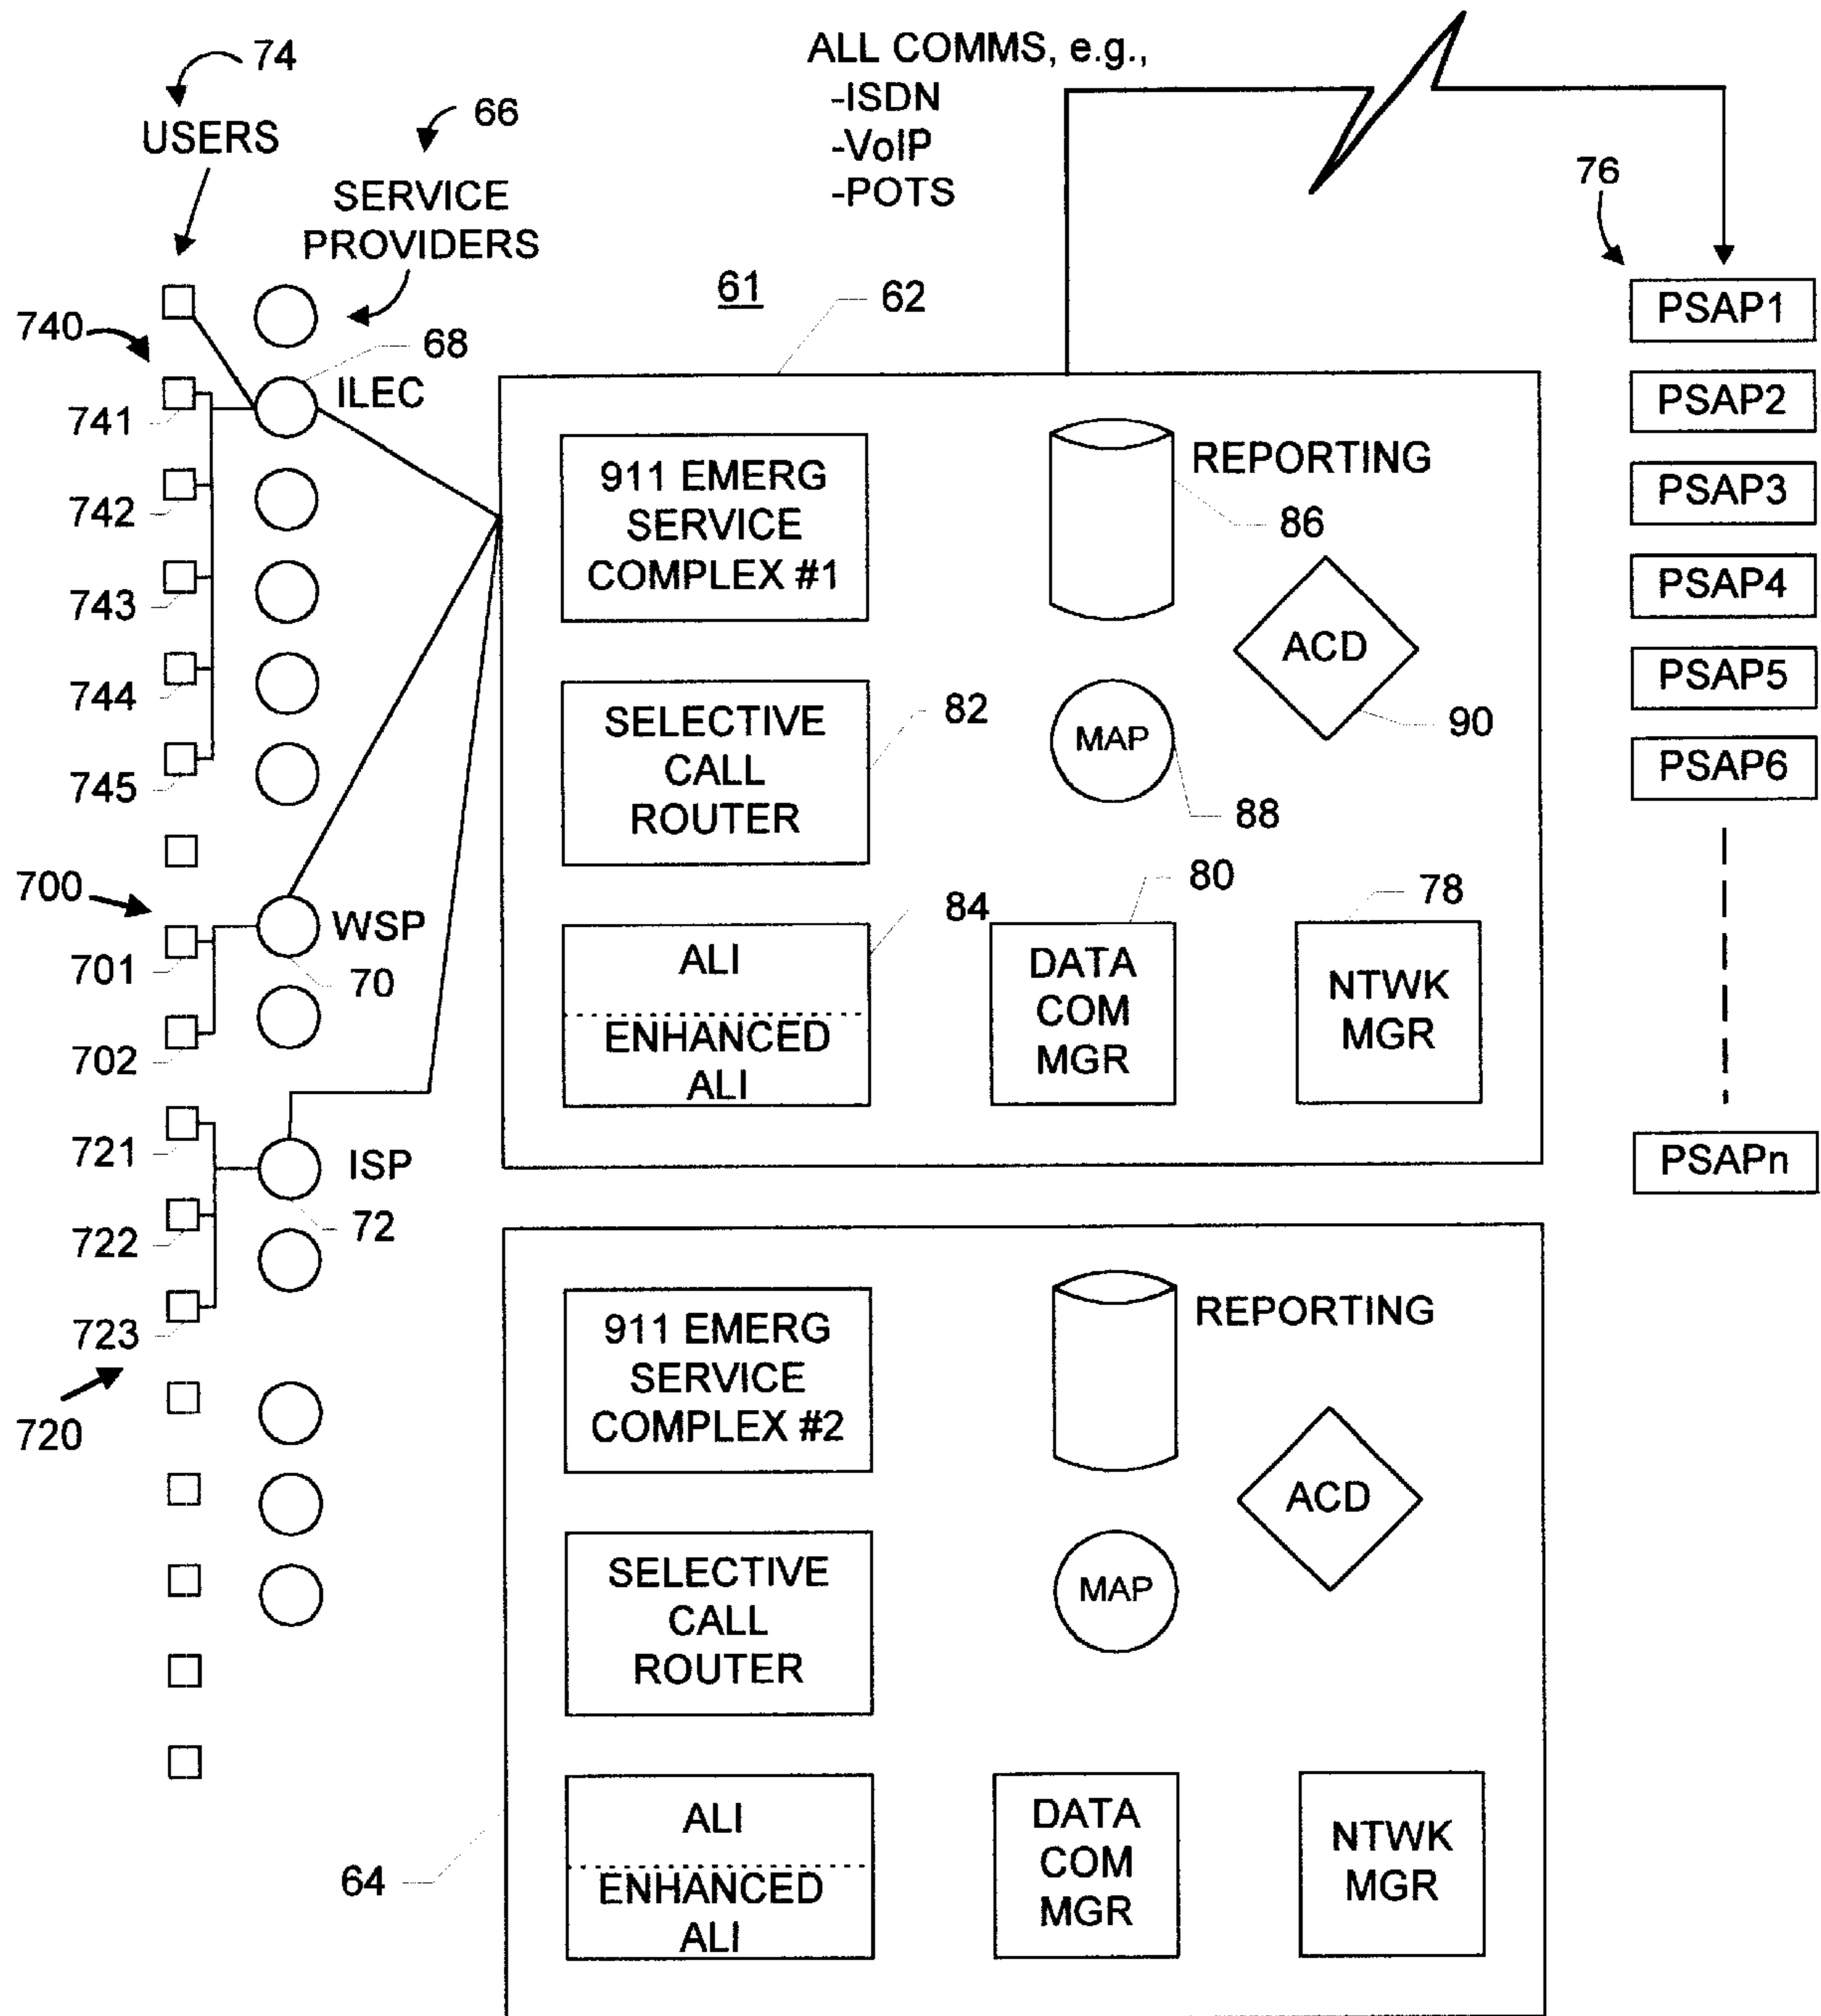 74
USERS
66
SERVICE
PROVIDERS
ALL COMMS, e.g.,
-ISDN
-VoIP
-POTS
76
61
62
740
741
742
743
744
745
68
ILEC
700
701
702
WSP
70
721
722
723
720
ISP
72
911 EMERG
SERVICE
COMPLEX #1
REPORTING
86
ACD
90
SELECTIVE
CALL
ROUTER
82
MAP
88
ALI
ENHANCED
ALI
84
DATA
COM
MGR
80
NTWK
MGR
78
PSAP1
PSAP2
PSAP3
PSAP4
PSAP5
PSAP6
PSAPn
911 EMERG
SERVICE
COMPLEX #2
REPORTING
ACD
SELECTIVE
CALL
ROUTER
MAP
64
ALI
ENHANCED
ALI
DATA
COM
MGR
NTWK
MGR